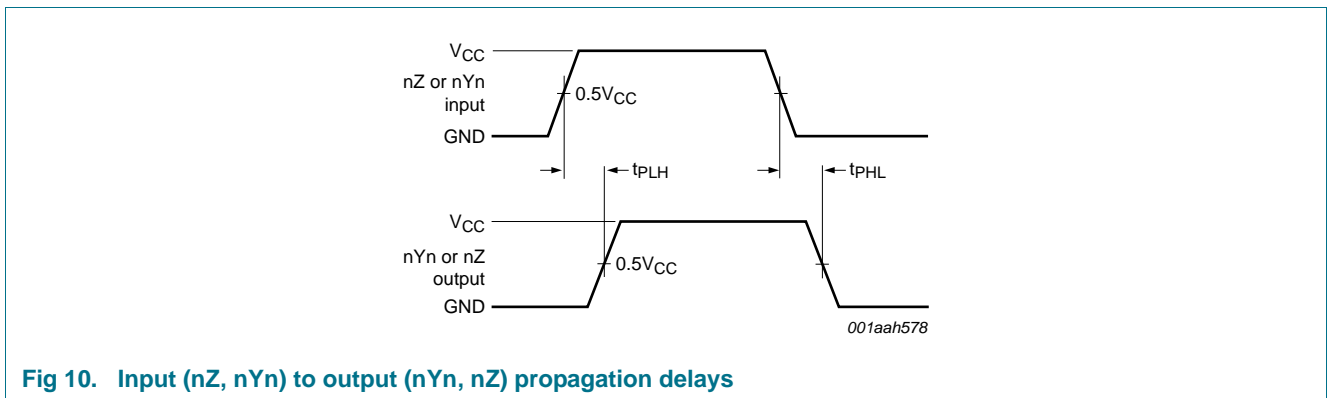 VCC
nZ or nYn
input
0.5VCC
GND
tPLH
tPHL
VCC
nYn or nZ
output
0.5VCC
GND
001aah578
Fig 10. Input (nZ, nYn) to output (nYn, nZ) propagation delays